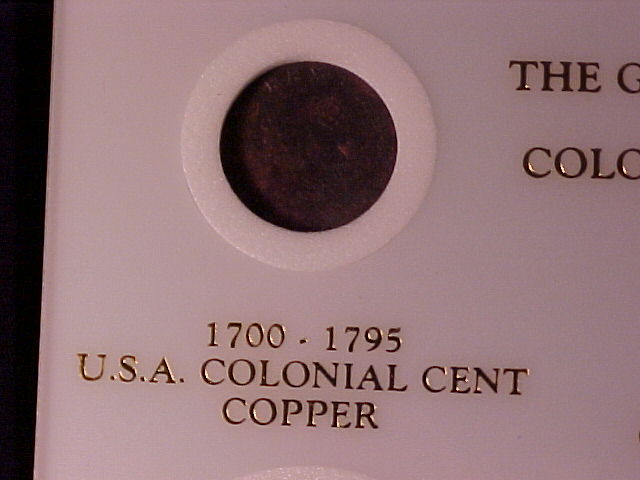 THE G
COLO
1700 - 1795
U.S.A. COLONIAL CENT
COPPER